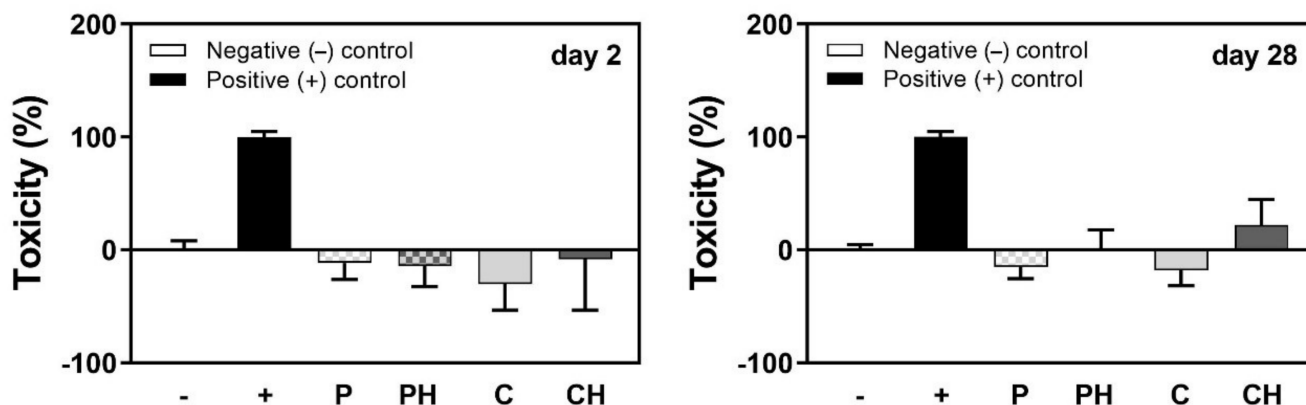 200
100
0
-100
Toxicity (%)
Negative (–) control
Positive (+) control
day 2
- + P PH C CH
200
100
0
-100
Toxicity (%)
Negative (–) control
Positive (+) control
day 28
- + P PH C CH